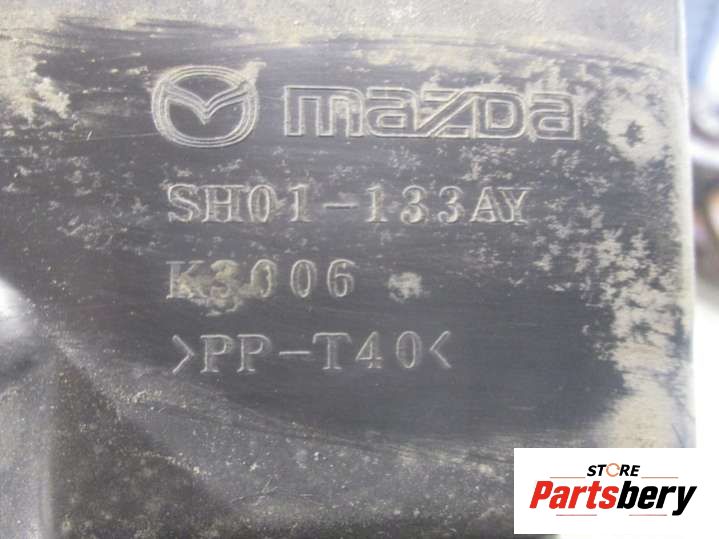 mazDa
SH01-133AY
K3006
>PP-T40<
STORE
Partsbery